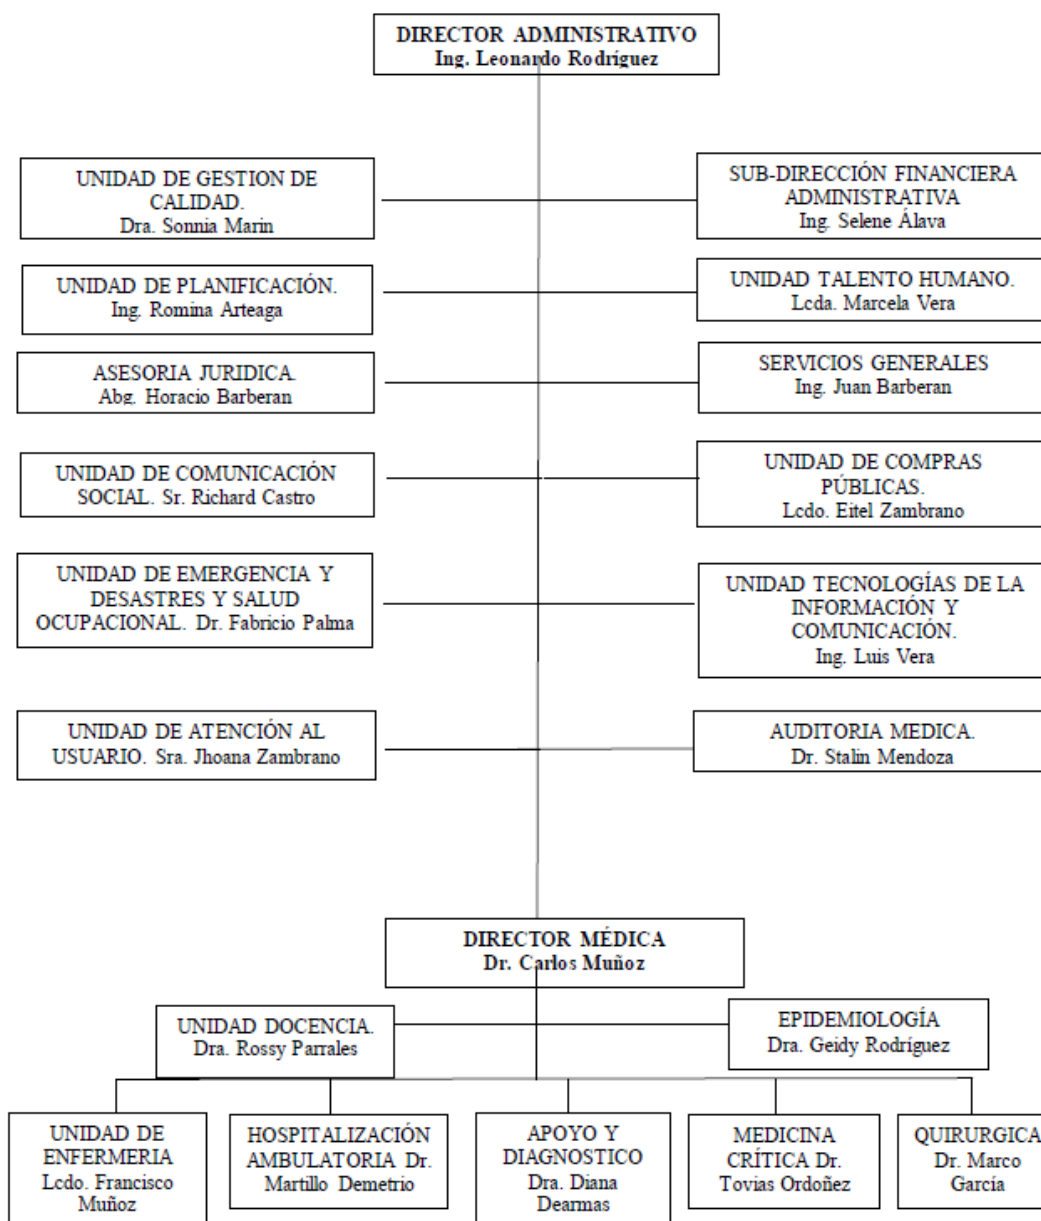 DIRECTOR ADMINISTRATIVO
Ing. Leonardo Rodríguez
UNIDAD DE GESTION DE
CALIDAD.
Dra. Sonnia Marin
SUB-DIRECCIÓN FINANCIERA
ADMINISTRATIVA
Ing. Selene Álava
UNIDAD DE PLANIFICACIÓN.
Ing. Romina Arteaga
UNIDAD TALENTO HUMANO.
Lcda. Marcela Vera
ASESORIA JURIDICA.
Abg. Horacio Barberan
SERVICIOS GENERALES
Ing. Juan Barberan
UNIDAD DE COMUNICACIÓN
SOCIAL. Sr. Richard Castro
UNIDAD DE COMPRAS
PÚBLICAS.
Lcdo. Eitel Zambrano
UNIDAD DE EMERGENCIA Y
DESASTRES Y SALUD
OCUPACIONAL. Dr. Fabricio Palma
UNIDAD TECNOLOGÍAS DE LA
INFORMACIÓN Y
COMUNICACIÓN.
Ing. Luis Vera
UNIDAD DE ATENCIÓN AL
USUARIO. Sra. Jhoana Zambrano
AUDITORIA MEDICA.
Dr. Stalin Mendoza
DIRECTOR MÉDICA
Dr. Carlos Muñoz
UNIDAD DOCENCIA.
Dra. Rossy Parrales
EPIDEMIOLOGÍA
Dra. Geidy Rodríguez
UNIDAD DE
ENFERMERIA
Lcdo. Francisco
Muñoz
HOSPITALIZACIÓN
AMBULATORIA Dr.
Martillo Demetrio
APOYO Y
DIAGNOSTICO
Dra. Diana
Dearmas
MEDICINA
CRÍTICA Dr.
Tovias Ordoñez
QUIRURGICA
Dr. Marco
García